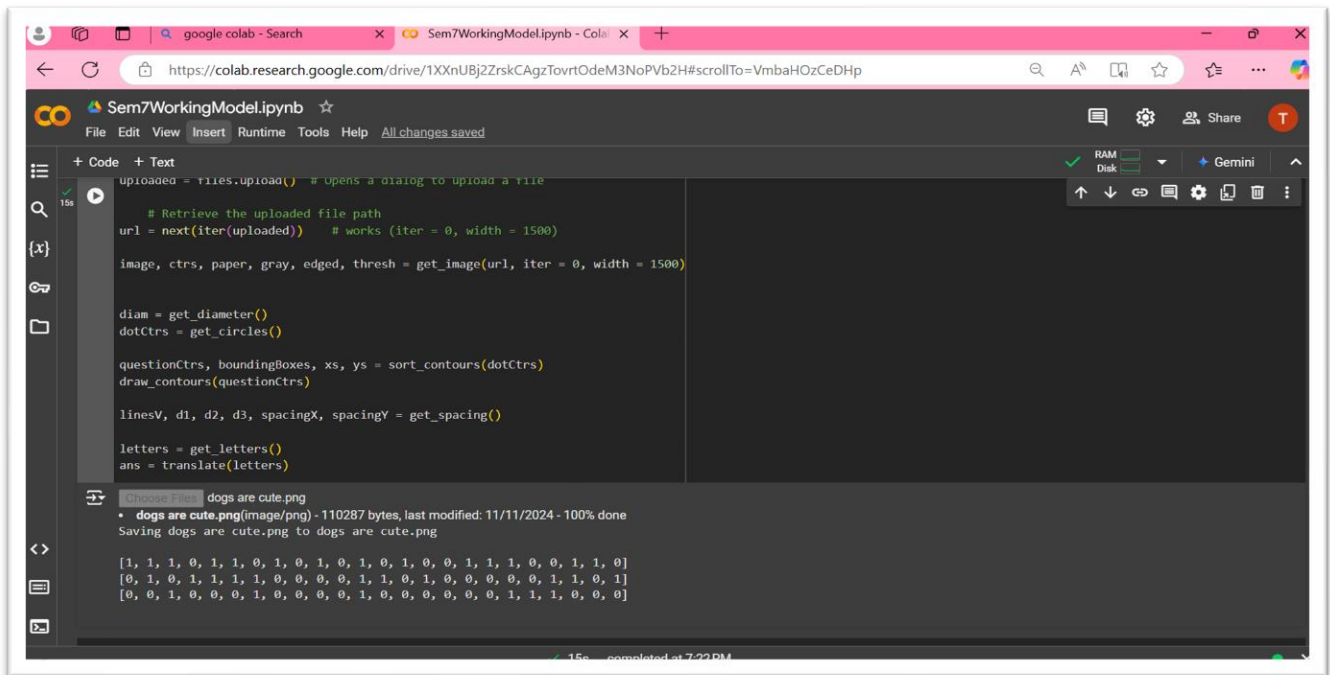 google colab - Search
Sem7WorkingModel.ipynb - Cola
https://colab.research.google.com/drive/1XXnUBj2ZrskCAgzTovrtOdeM3NoPVb2H#scrollTo=VmbaHOzCeDHp
Sem7WorkingModel.ipynb
File Edit View Insert Runtime Tools Help All changes saved
Share
T
+ Code + Text
RAM
Disk
Gemini
uploaded = files.upload()  # Opens a dialog to upload a file
15s
# Retrieve the uploaded file path
url = next(iter(uploaded))    # works (iter = 0, width = 1500)
image, ctrs, paper, gray, edged, thresh = get_image(url, iter = 0, width = 1500)
diam = get_diameter()
dotCtrs = get_circles()
questionCtrs, boundingBoxes, xs, ys = sort_contours(dotCtrs)
draw_contours(questionCtrs)
linesV, d1, d2, d3, spacingX, spacingY = get_spacing()
letters = get_letters()
ans = translate(letters)
Choose Files dogs are cute.png
• dogs are cute.png(image/png) - 110287 bytes, last modified: 11/11/2024 - 100% done
Saving dogs are cute.png to dogs are cute.png
[1, 1, 1, 0, 1, 1, 0, 1, 0, 1, 0, 1, 0, 1, 0, 0, 1, 1, 1, 0, 0, 1, 1, 0]
[0, 1, 0, 1, 1, 1, 1, 0, 0, 0, 0, 1, 1, 0, 1, 0, 0, 0, 0, 0, 1, 1, 0, 1]
[0, 0, 1, 0, 0, 0, 1, 0, 0, 0, 0, 1, 0, 0, 0, 0, 0, 0, 1, 1, 1, 0, 0, 0]
15s completed at 7:22 PM